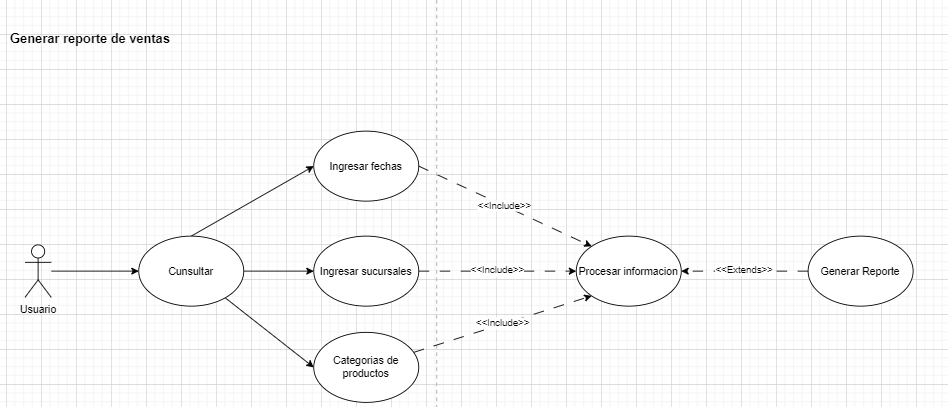 Generar reporte de ventas
Ingresar fechas
<<Include>>
Usuario
Cunsultar
Ingresar sucursales
<<Include>>
Procesar informacion
<<Extends>>
Generar Reporte
<<Include>>
Categorias de
productos